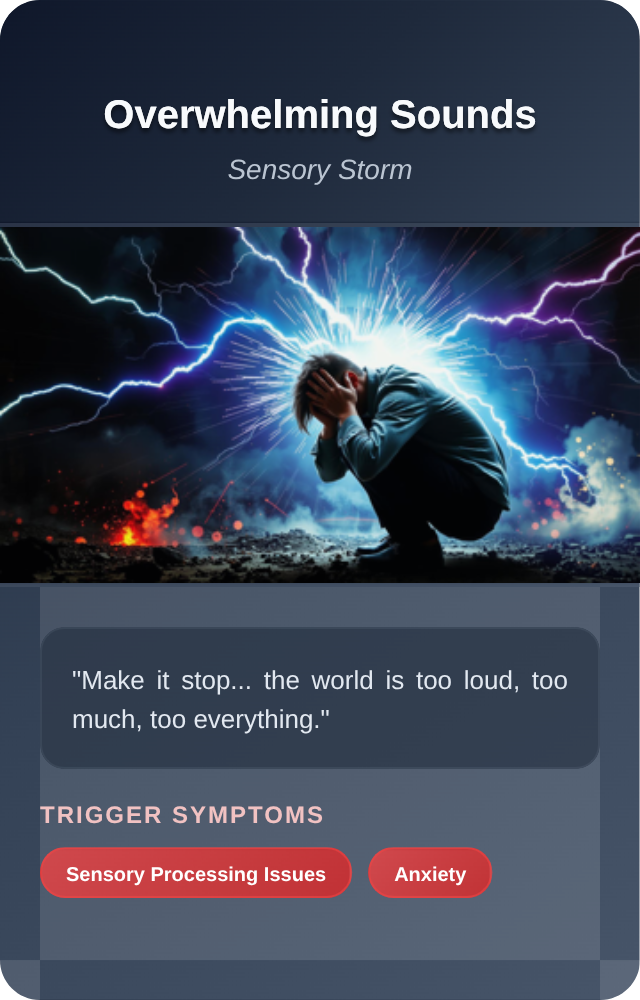 Overwhelming Sounds
Sensory Storm
"Make it stop... the world is too loud, too
much, too everything."
TRIGGER SYMPTOMS
Sensory Processing Issues
Anxiety